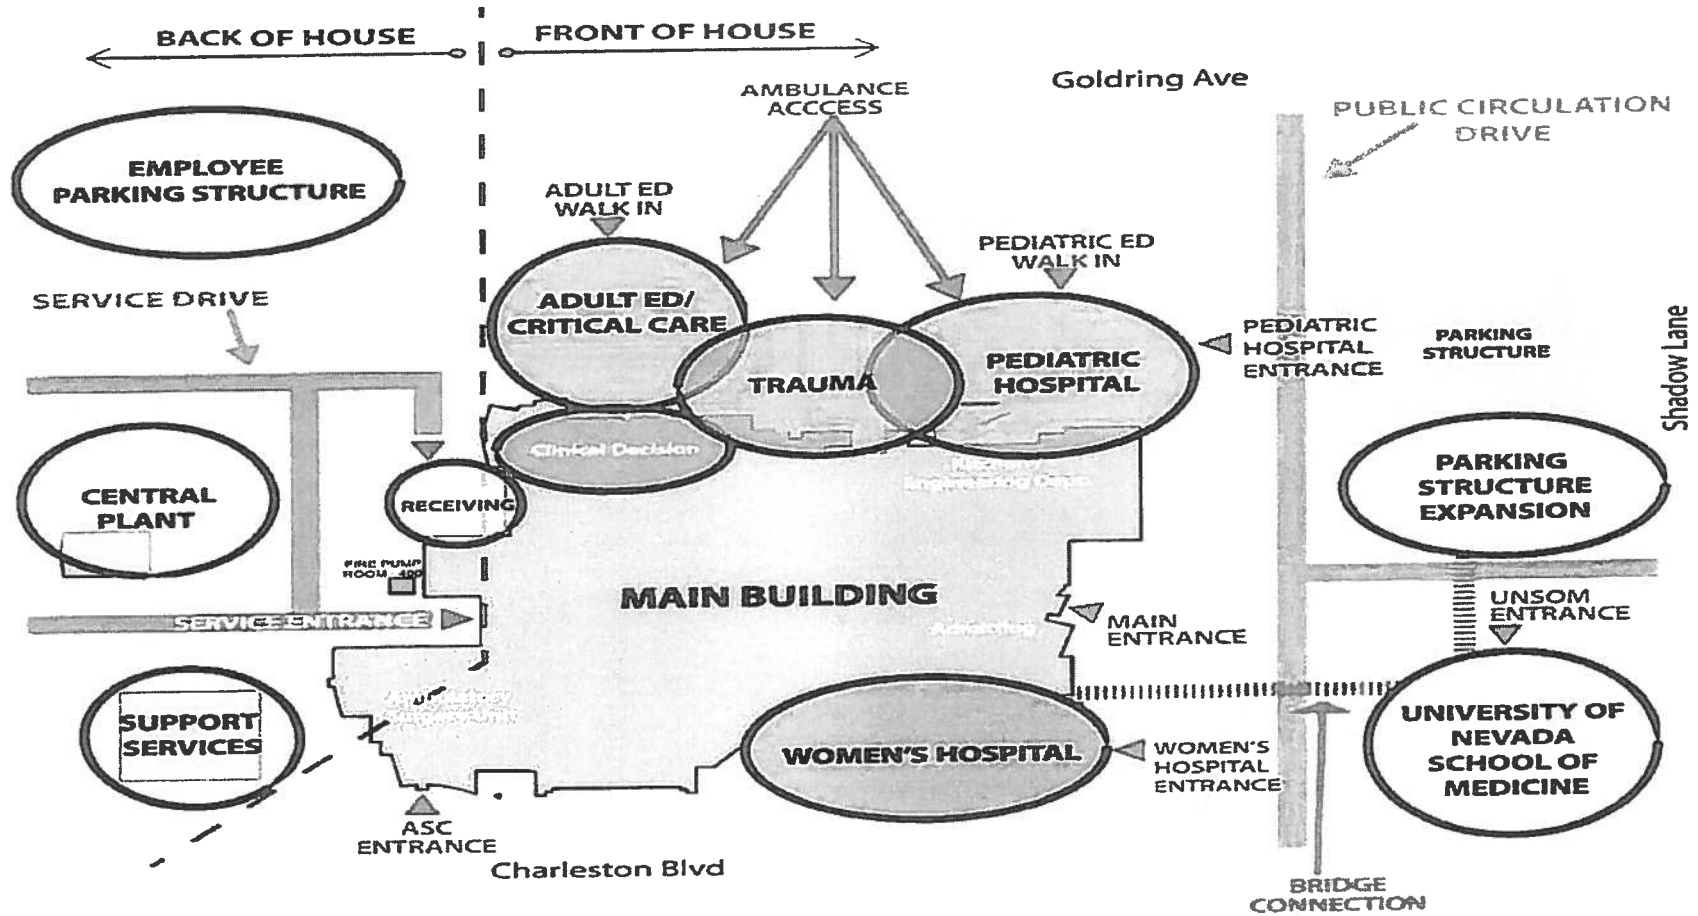 BACK OF HOUSE
FRONT OF HOUSE
Goldring Ave
AMBULANCE
ACCCESS
PUBLIC CIRCULATION
DRIVE
EMPLOYEE
PARKING STRUCTURE
ADULT ED
WALK IN
PEDIATRIC ED
WALK IN
SERVICE DRIVE
ADULT ED/
CRITICAL CARE
TRAUMA
PEDIATRIC
HOSPITAL
PEDIATRIC
HOSPITAL
ENTRANCE
PARKING
STRUCTURE
Shadow Lane
Clinical Decision
CENTRAL
PLANT
RECEIVING
Engineering
PARKING
STRUCTURE
EXPANSION
FIRE PUMP
ROOM
MAIN BUILDING
SERVICE ENTRANCE
MAIN
ENTRANCE
UNSOM
ENTRANCE
SUPPORT
SERVICES
WOMEN'S HOSPITAL
WOMEN'S
HOSPITAL
ENTRANCE
UNIVERSITY OF
NEVADA
SCHOOL OF
MEDICINE
ASC
ENTRANCE
Charleston Blvd
BRIDGE
CONNECTION